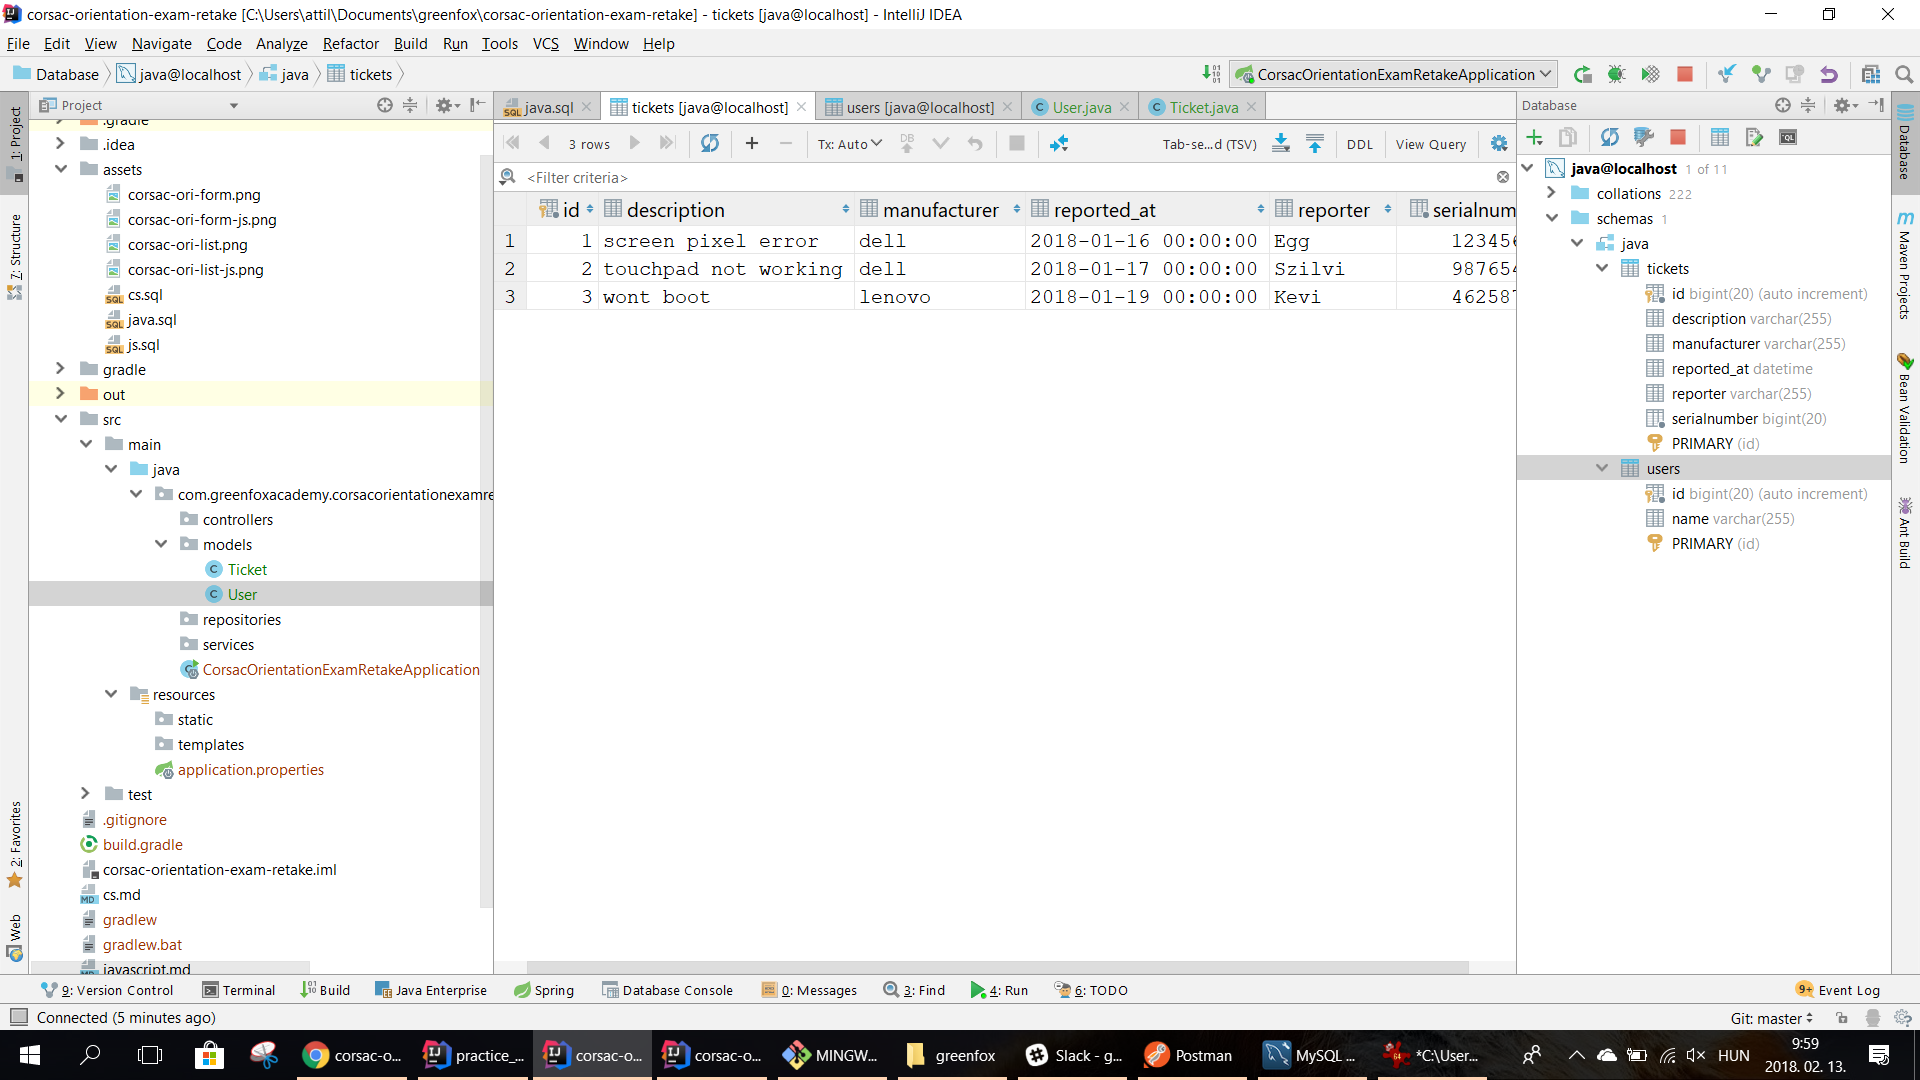 corsac-orientation-exam-retake [C:\Users\attil\Documents\greenfox\corsac-orientation-exam-retake] - tickets [java@localhost] - IntelliJ IDEA
File Edit View Navigate Code Analyze Refactor Build Run Tools VCS Window Help
Database java@localhost java tickets
CorsacOrientationExamRetakeApplication
1: Project
7: Structure
2: Favorites
Web
Project
.gradle
.idea
assets
corsac-ori-form.png
corsac-ori-form-js.png
corsac-ori-list.png
corsac-ori-list-js.png
cs.sql
java.sql
js.sql
gradle
out
src
main
java
com.greenfoxacademy.corsacorientationexamre
controllers
models
Ticket
User
repositories
services
CorsacOrientationExamRetakeApplication
resources
static
templates
application.properties
test
.gitignore
build.gradle
corsac-orientation-exam-retake.iml
cs.md
gradlew
gradlew.bat
javascript.md
java.sql tickets [java@localhost] users [java@localhost] User.java Ticket.java
3 rows Tx: Auto DB Tab-se...d (TSV) DDL View Query
<Filter criteria>
id description manufacturer reported_at reporter serialnum
1 1 screen pixel error dell 2018-01-16 00:00:00 Egg 123456
2 2 touchpad not working dell 2018-01-17 00:00:00 Szilvi 987654
3 3 wont boot lenovo 2018-01-19 00:00:00 Kevi 462587
Database
java@localhost 1 of 11
collations 222
schemas 1
java
tickets
id bigint(20) (auto increment)
description varchar(255)
manufacturer varchar(255)
reported_at datetime
reporter varchar(255)
serialnumber bigint(20)
PRIMARY (id)
users
id bigint(20) (auto increment)
name varchar(255)
PRIMARY (id)
Database
Maven Projects
Bean Validation
Ant Build
9: Version Control Terminal Build Java Enterprise Spring Database Console 0: Messages 3: Find 4: Run 6: TODO 9+ Event Log
Connected (5 minutes ago) Git: master
corsac-o... practice_... corsac-o... corsac-o... MINGW... greenfox Slack - g... Postman MySQL ... *C:\User... HUN 9:59
2018. 02. 13.